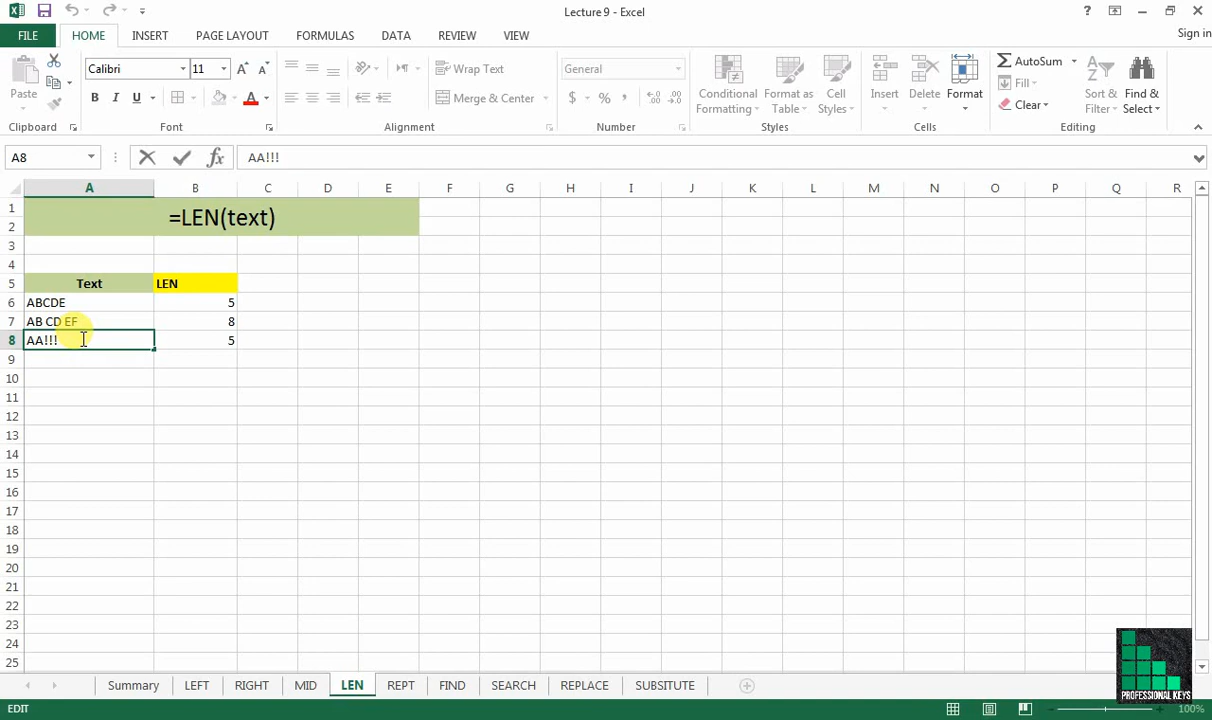 Lecture 9 - Excel
?
Sign in
FILE HOME INSERT PAGE LAYOUT FORMULAS DATA REVIEW VIEW
Paste
Calibri 11 A A
B I U A
Wrap Text
Merge & Center
General
$ % ,
Conditional Formatting
Format as Table
Cell Styles
Insert
Delete
Format
AutoSum
Fill
Clear
Sort & Filter
Find & Select
Clipboard Font Alignment Number Styles Cells Editing
A8 fx AA!!!
A B C D E F G H I J K L M N O P Q R
1 =LEN(text)
2
3
4
5 Text LEN
6 ABCDE 5
7 AB CD EF 8
8 AA!!! 5
9
10
11
12
13
14
15
16
17
18
19
20
21
22
23
24
25
Summary LEFT RIGHT MID LEN REPT FIND SEARCH REPLACE SUBSITUTE
PROFESSIONAL KEYS
EDIT 100%